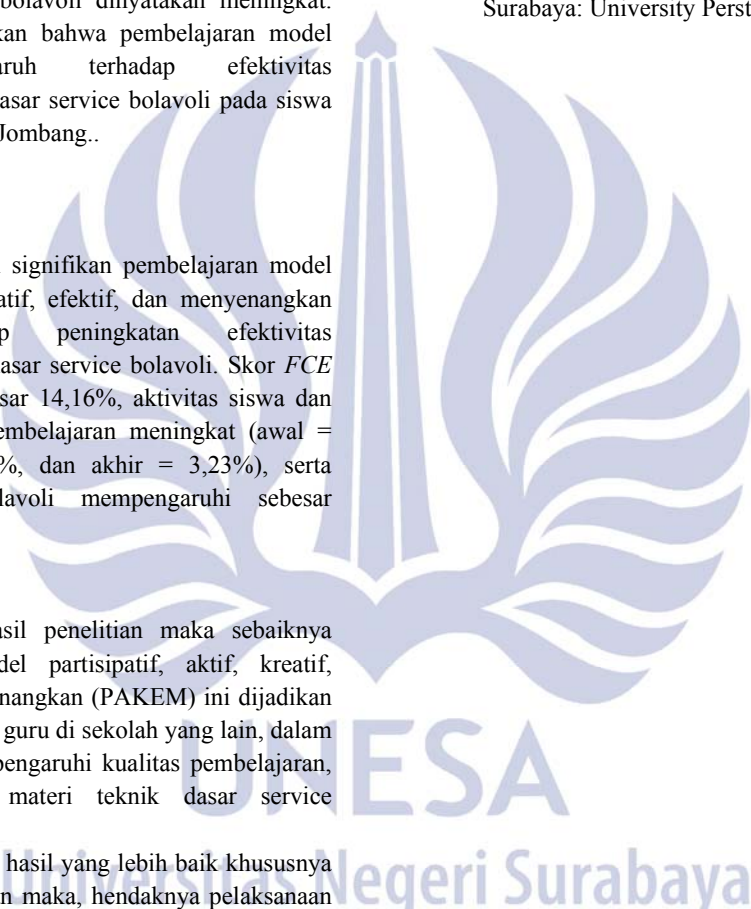 bolavoli dinyatakan meningkat.
kan bahwa pembelajaran model
aruh terhadap efektivitas
asar service bolavoli pada siswa
Jombang..
signifikan pembelajaran model
atif, efektif, dan menyenangkan
p peningkatan efektivitas
asar service bolavoli. Skor FCE
sar 14,16%, aktivitas siswa dan
embelajaran meningkat (awal =
%, dan akhir = 3,23%), serta
lavoli mempengaruhi sebesar
asil penelitian maka sebaiknya
del partisipatif, aktif, kreatif,
nangkan (PAKEM) ini dijadikan
guru di sekolah yang lain, dalam
pengaruhi kualitas pembelajaran,
materi teknik dasar service
hasil yang lebih baik khususnya
n maka, hendaknya pelaksanaan
Surabaya: University Perst
UNESA
Universitas Negeri Surabaya